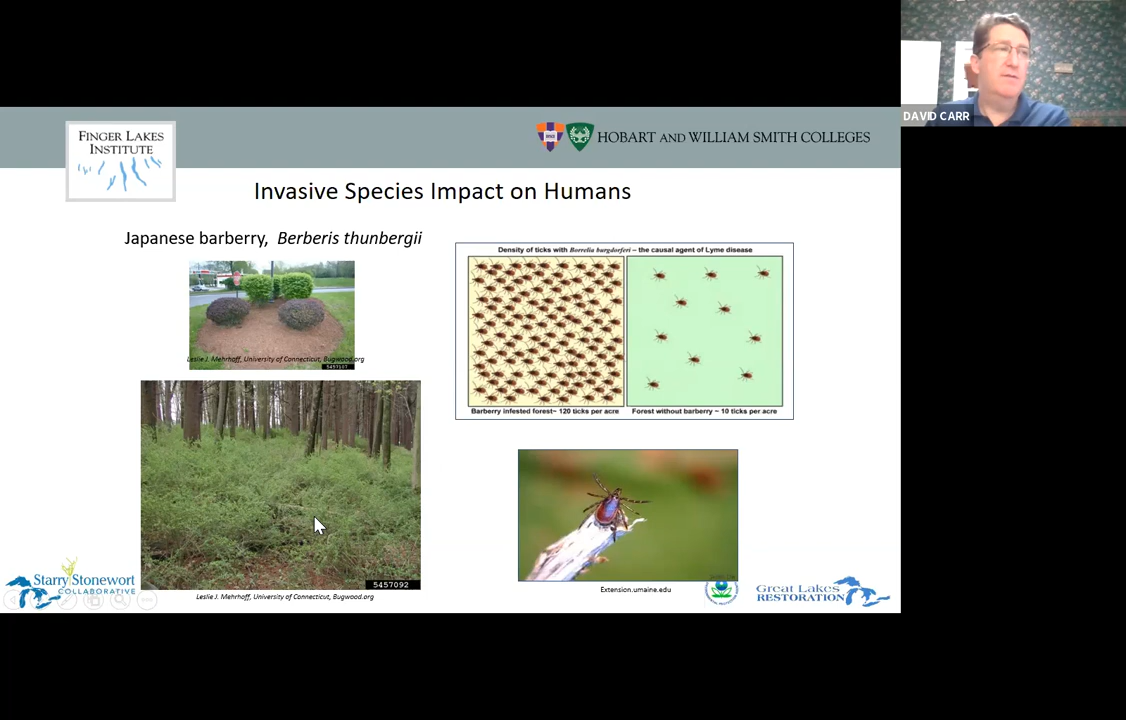 DAVID CARR
FINGER LAKES
INSTITUTE
HOBART AND WILLIAM SMITH COLLEGES
Invasive Species Impact on Humans
Japanese barberry, Berberis thunbergii
Leslie J. Mehrhoff, University of Connecticut, Bugwood.org
5457107
Density of ticks with Borrelia burgdorferi – the causal agent of Lyme disease
Barberry infested forest~ 120 ticks per acre
Forest without barberry ~ 10 ticks per acre
5457092
Leslie J. Mehrhoff, University of Connecticut, Bugwood.org
Extension.umaine.edu
Starry Stonewort
COLLABORATIVE
Great Lakes
RESTORATION